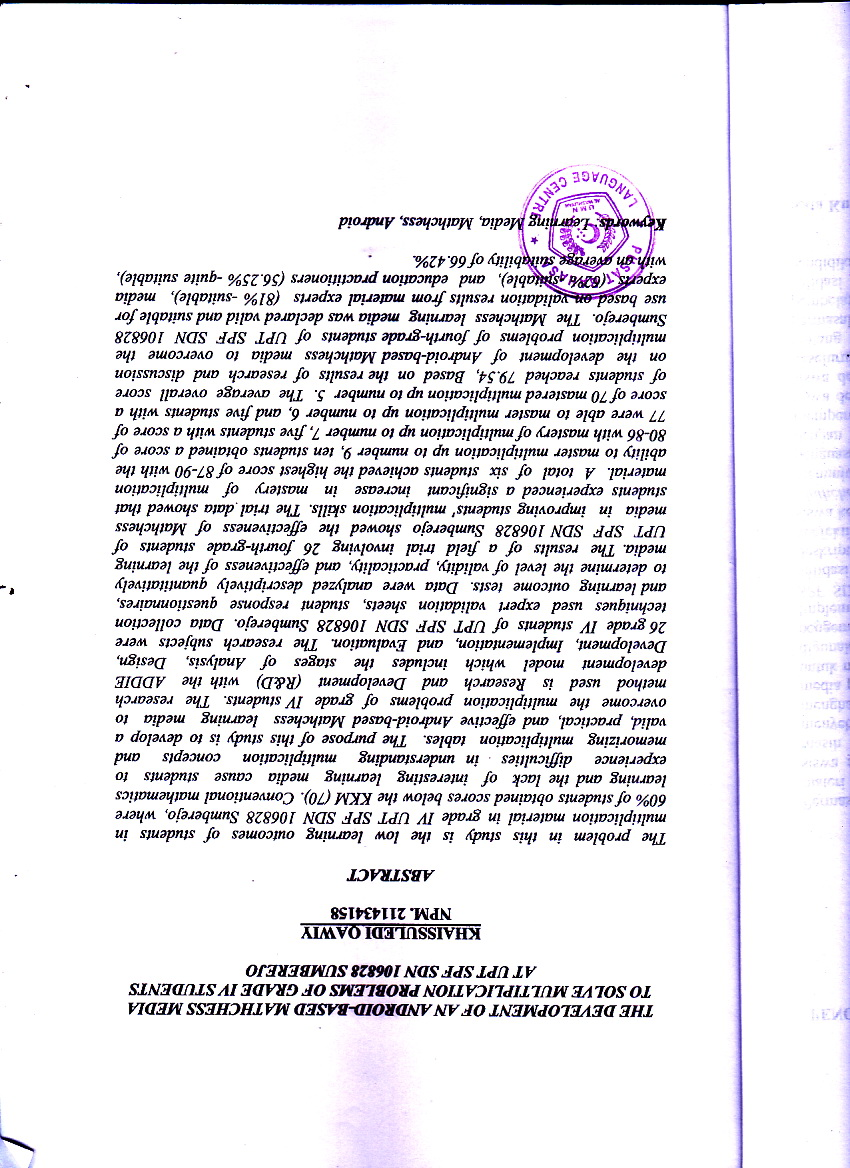 THE DEVELOPMENT OF AN ANDROID-BASED MATHCHESS MEDIA
TO SOLVE MULTIPLICATION PROBLEMS OF GRADE IV STUDENTS
AT UPT SPF SDN 106828 SUMBEREJO
KHAISSULEDI QAWIY
NPM. 211434158
ABSTRACT
The problem in this study is the low learning outcomes of students in
multiplication material in grade IV UPT SPF SDN 106828 Sumberejo, where
60% of students obtained scores below the KKM (70). Conventional mathematics
learning and the lack of interesting learning media cause students to
experience difficulties in understanding multiplication concepts and
memorizing multiplication tables. The purpose of this study is to develop a
valid, practical, and effective Android-based Mathchess learning media to
overcome the multiplication problems of grade IV students. The research
method used is Research and Development (R&D) with the ADDIE
development model which includes the stages of Analysis, Design,
Development, Implementation, and Evaluation. The research subjects were
26 grade IV students of UPT SPF SDN 106828 Sumberejo. Data collection
techniques used expert validation sheets, student response questionnaires,
and learning outcome tests. Data were analyzed descriptively quantitatively
to determine the level of validity, practicality, and effectiveness of the learning
media. The results of a field trial involving 26 fourth-grade students of
UPT SPF SDN 106828 Sumberejo showed the effectiveness of Mathchess
media in improving students' multiplication skills. The trial data showed that
students experienced a significant increase in mastery of multiplication
material. A total of six students achieved the highest score of 87-90 with the
ability to master multiplication up to number 9, ten students obtained a score of
80-86 with mastery of multiplication up to number 7, five students with a score of
77 were able to master multiplication up to number 6, and five students with a
score of 70 mastered multiplication up to number 5. The average overall score
of students reached 79.54, Based on the results of research and discussion
on the development of Android-based Mathchess media to overcome the
multiplication problems of fourth-grade students of UPT SPF SDN 106828
Sumberejo. The Mathchess learning media was declared valid and suitable for
use based on validation results from material experts (81% -suitable), media
experts (62% -suitable), and education practitioners (56.25% -quite suitable),
with an average suitability of 66.42%.
Keywords: Learning Media, Mathchess, Android
PUSAT BAHASA
UMN
LANGUAGE CENTRE